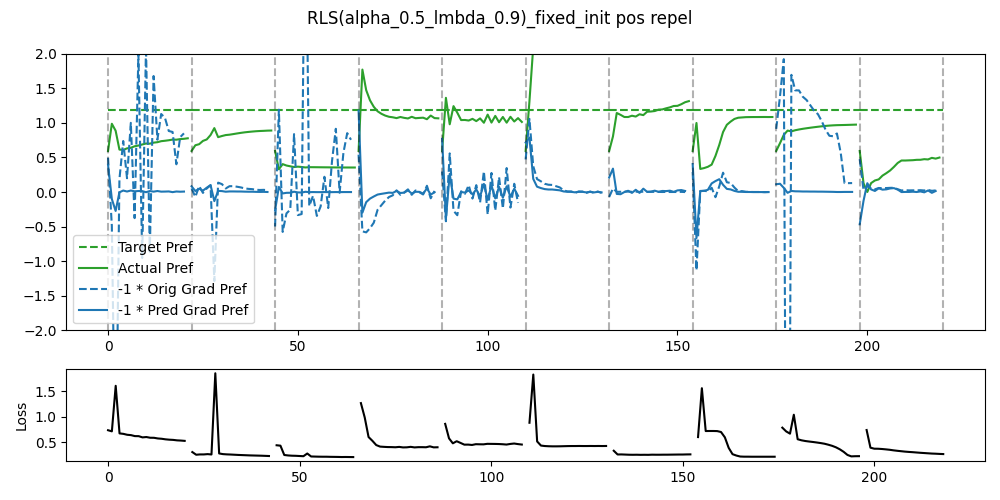 RLS(alpha_0.5_lmbda_0.9)_fixed_init pos repel
2.0
1.5
1.0
0.5
0.0
−0.5
−1.0
−1.5
−2.0
Target Pref
Actual Pref
-1 * Orig Grad Pref
-1 * Pred Grad Pref
0 50 100 150 200
Loss
1.5
1.0
0.5
0 50 100 150 200